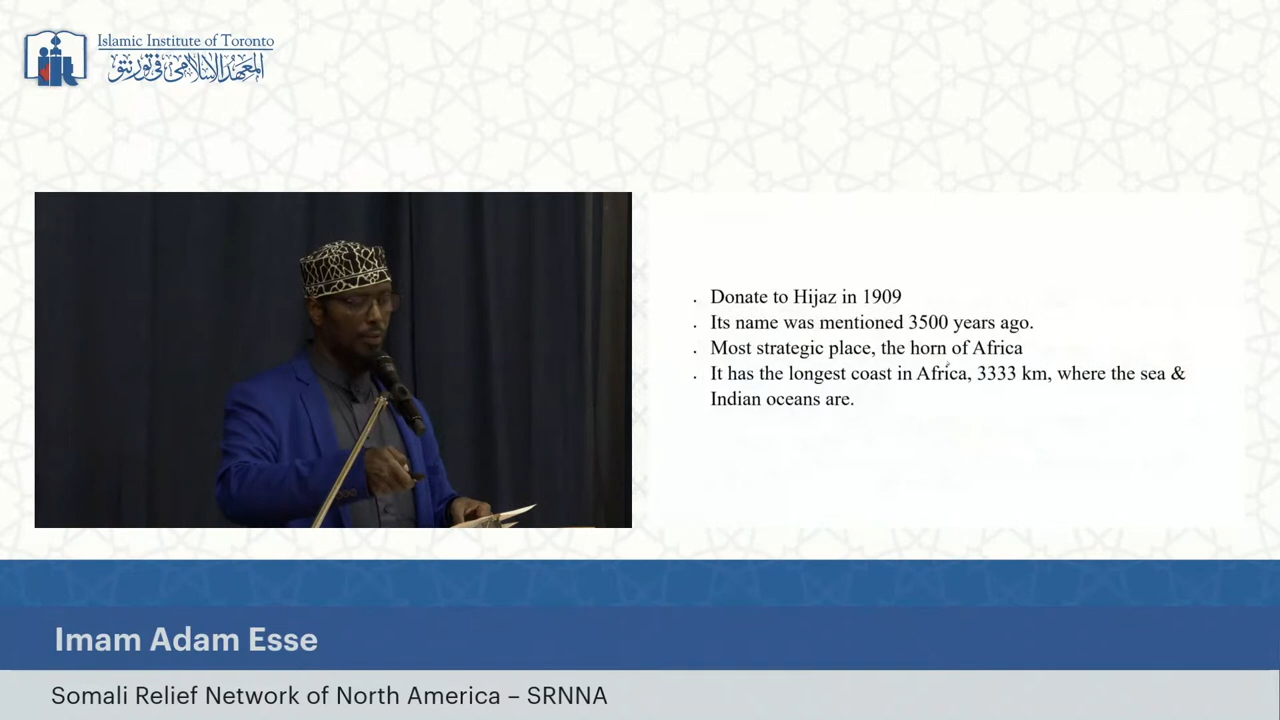 Islamic Institute of Toronto
المعهد الإسلامي في تورنتو
Donate to Hijaz in 1909
Its name was mentioned 3500 years ago.
Most strategic place, the horn of Africa
It has the longest coast in Africa, 3333 km, where the sea &
Indian oceans are.
Imam Adam Esse
Somali Relief Network of North America – SRNNA